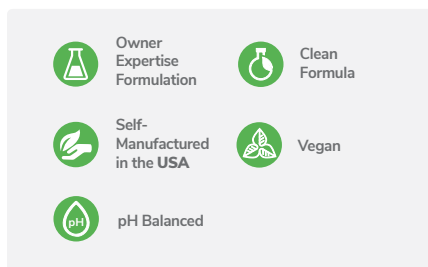 Owner
Expertise
Formulation
Clean
Formula
Self-
Manufactured
in the USA
Vegan
pH
pH Balanced